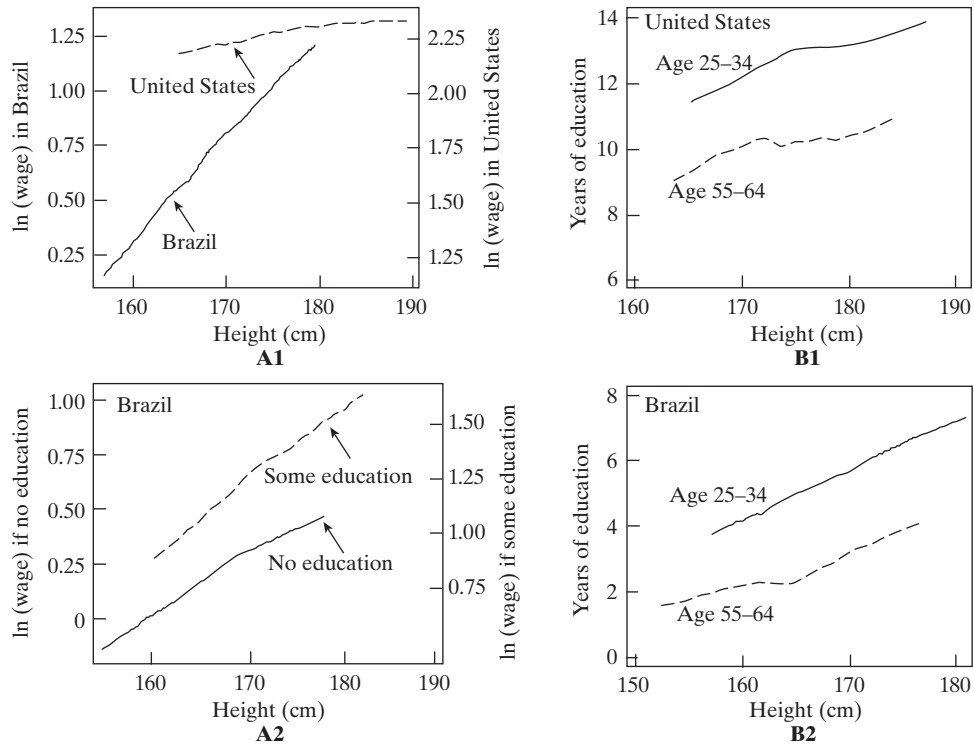 ln (wage) in Brazil
1.25
1.00
0.75
0.50
0.25
United States
Brazil
2.25
2.00
1.75
1.50
1.25
ln (wage) in United States
160
170
180
190
Height (cm)
A1
Years of education
14
12
10
8
6
United States
Age 25–34
Age 55–64
160
170
180
190
Height (cm)
B1
ln (wage) if no education
1.00
0.75
0.50
0.25
0
Brazil
Some education
No education
1.50
1.25
1.00
0.75
ln (wage) if some education
160
170
180
190
Height (cm)
A2
Years of education
8
6
4
2
0
Brazil
Age 25–34
Age 55–64
150
160
170
180
Height (cm)
B2